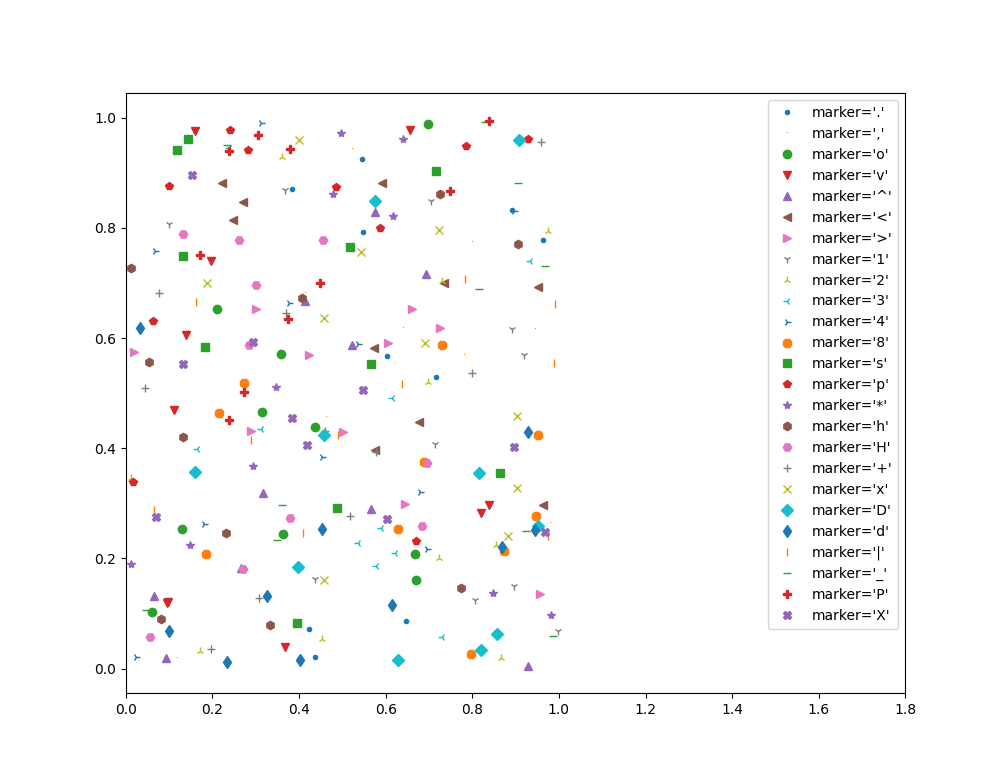 1.0
0.8
0.6
0.4
0.2
0.0
0.0 0.2 0.4 0.6 0.8 1.0 1.2 1.4 1.6 1.8
marker='.'
marker=','
marker='o'
marker='v'
marker='^'
marker='<'
marker='>'
marker='1'
marker='2'
marker='3'
marker='4'
marker='8'
marker='s'
marker='p'
marker='*'
marker='h'
marker='H'
marker='+'
marker='x'
marker='D'
marker='d'
marker='|'
marker='_'
marker='P'
marker='X'